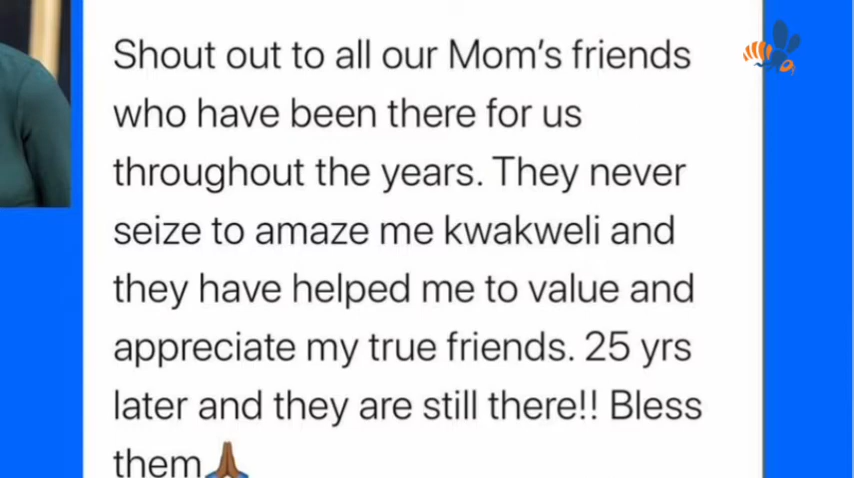 Shout out to all our Mom's friends
who have been there for us
throughout the years. They never
seize to amaze me kwakweli and
they have helped me to value and
appreciate my true friends. 25 yrs
later and they are still there!! Bless
them🙏🏾